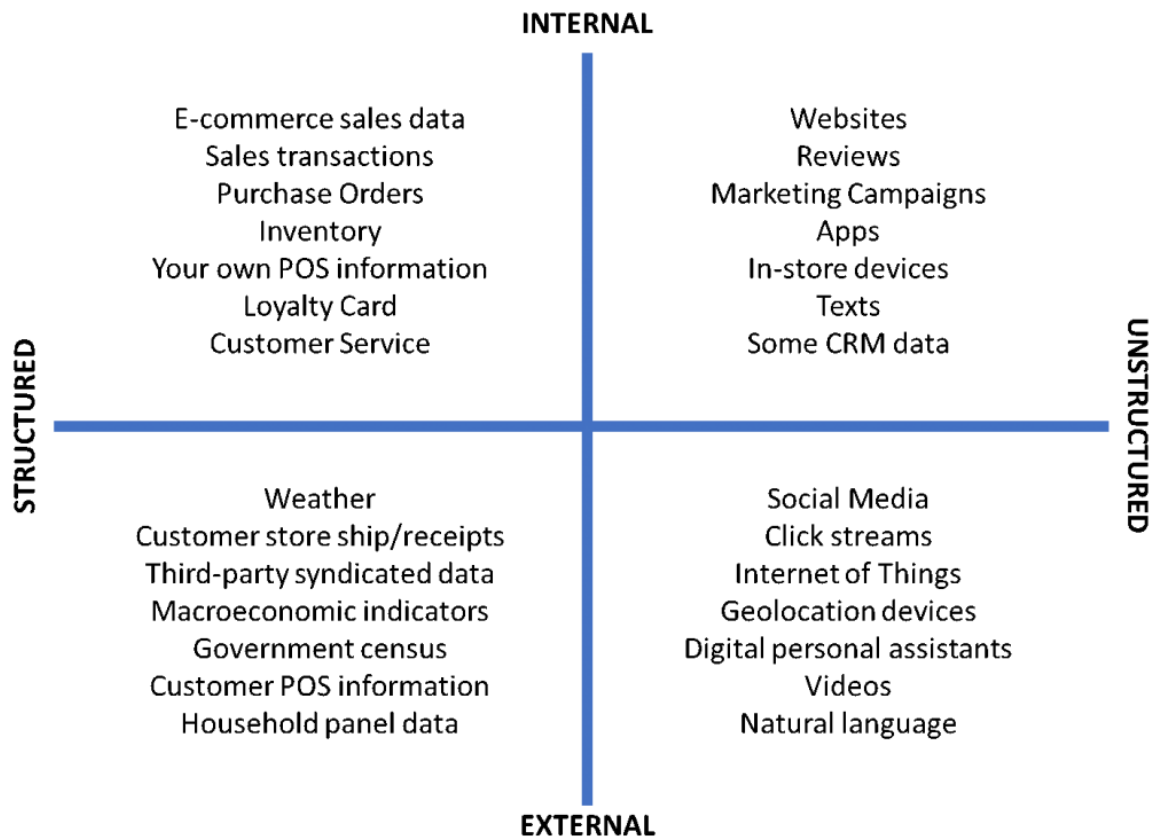 INTERNAL
E-commerce sales data
Sales transactions
Purchase Orders
Inventory
Your own POS information
Loyalty Card
Customer Service
Websites
Reviews
Marketing Campaigns
Apps
In-store devices
Texts
Some CRM data
STRUCTURED
UNSTRUCTURED
Weather
Customer store ship/receipts
Third-party syndicated data
Macroeconomic indicators
Government census
Customer POS information
Household panel data
Social Media
Click streams
Internet of Things
Geolocation devices
Digital personal assistants
Videos
Natural language
EXTERNAL